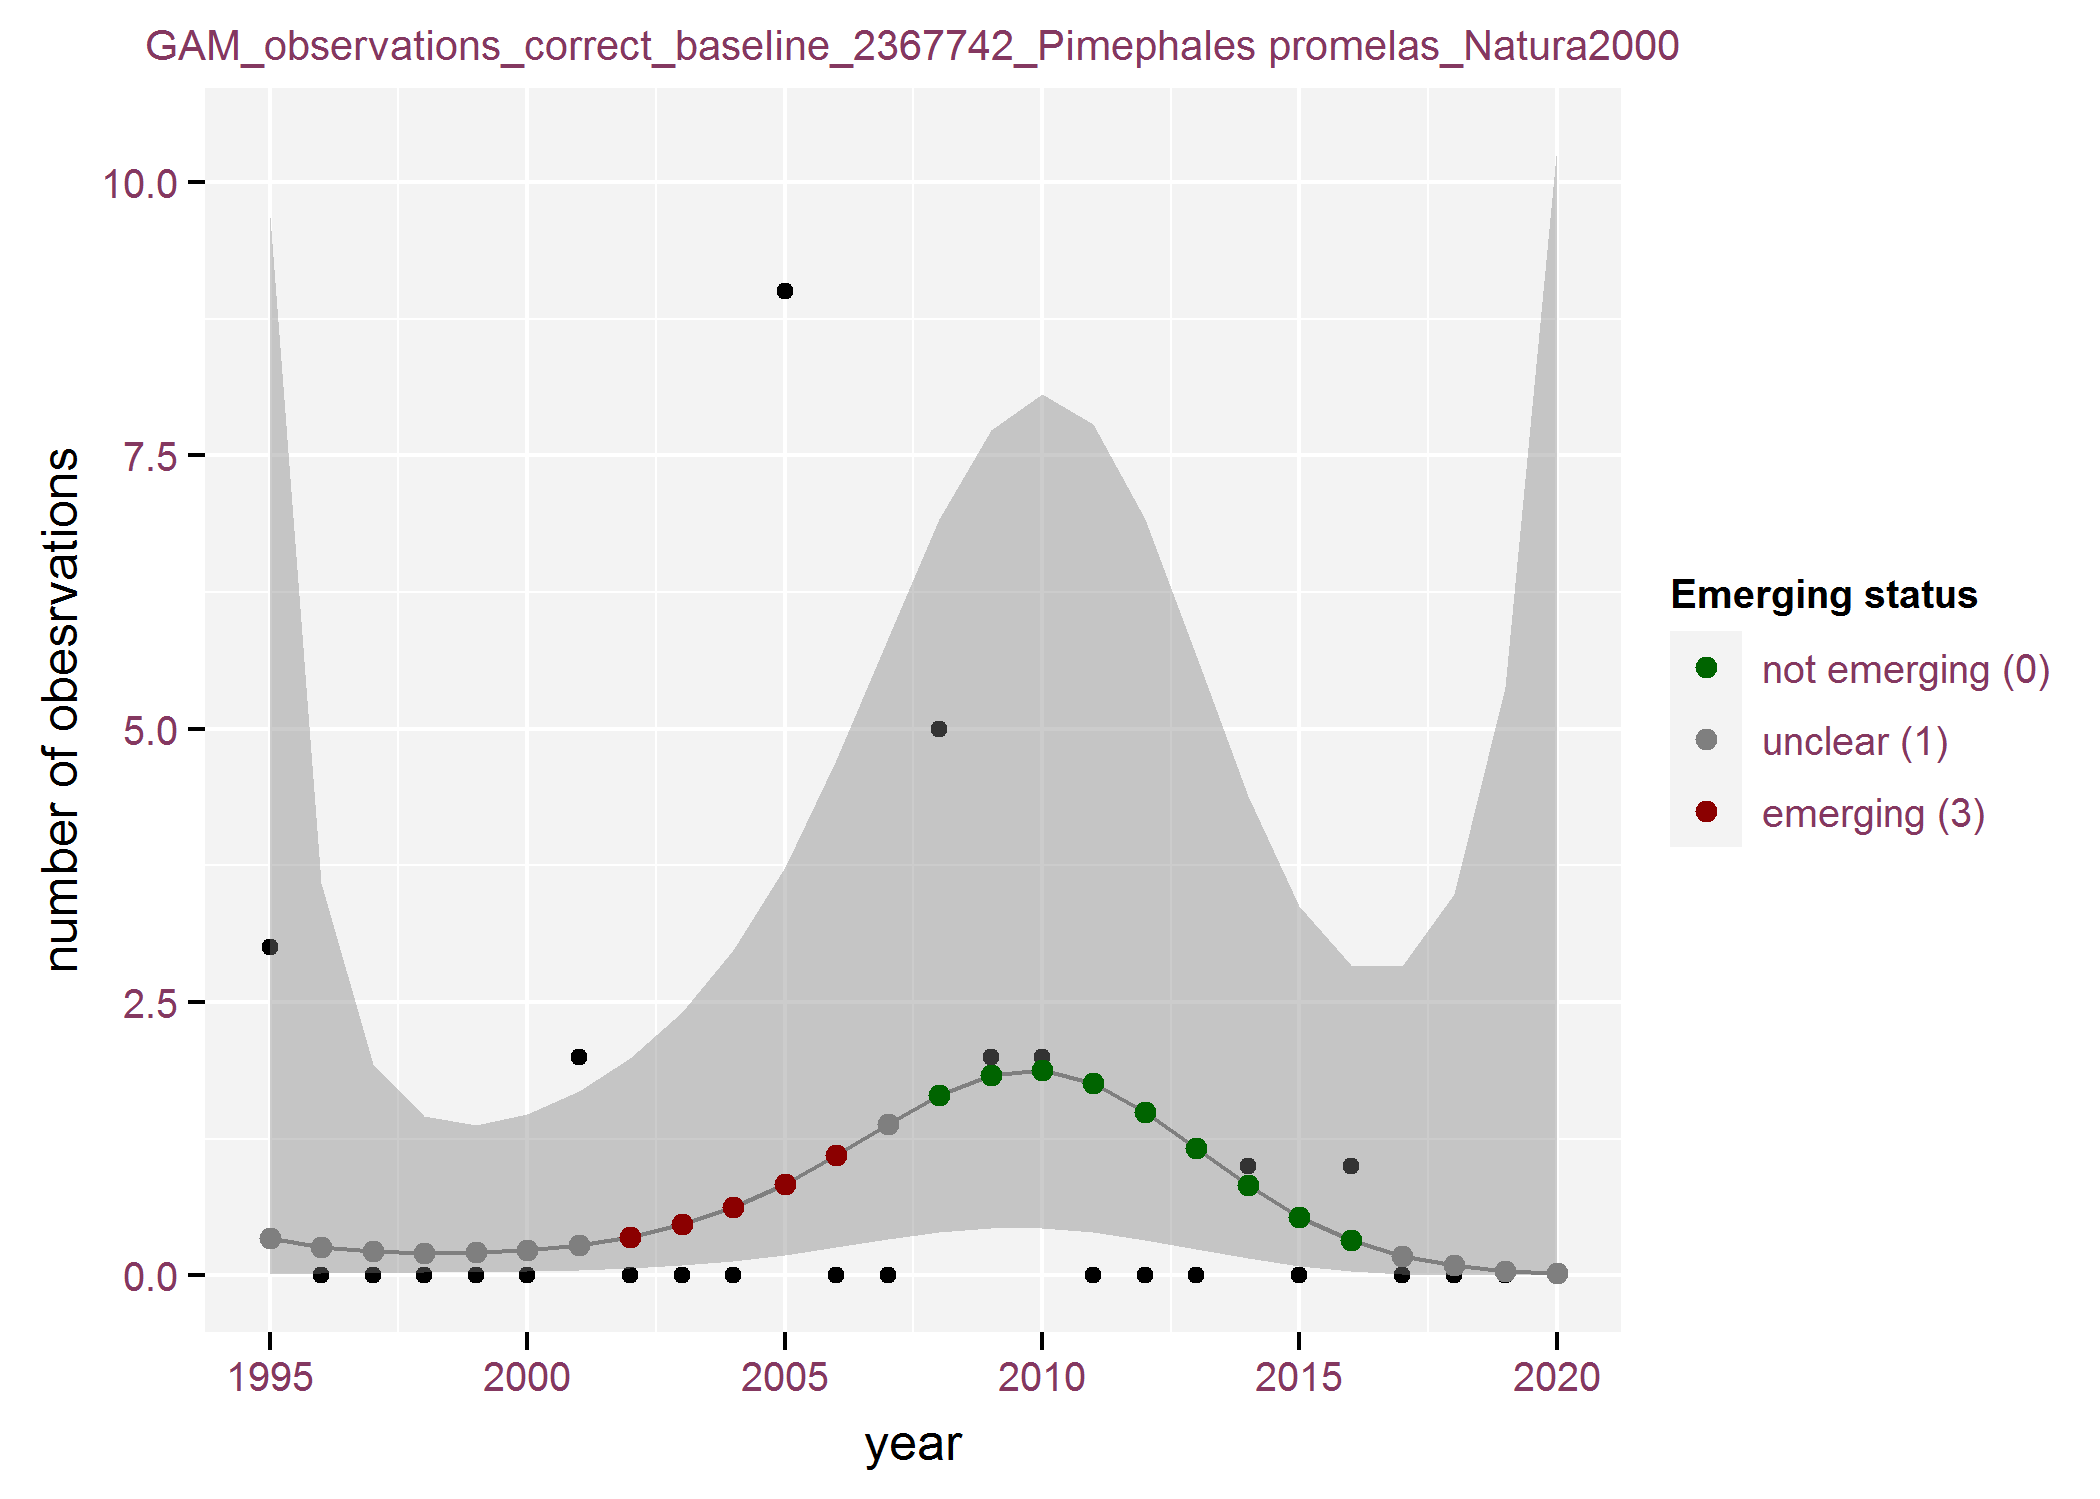 GAM_observations_correct_baseline_2367742_Pimephales promelas_Natura2000
10.0
7.5
5.0
2.5
0.0
number of obesrvations
1995 2000 2005 2010 2015 2020
year
Emerging status
not emerging (0)
unclear (1)
emerging (3)